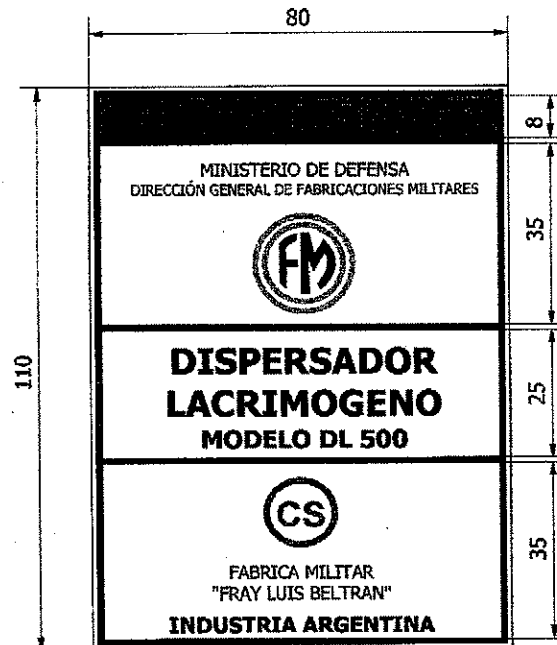 80
8
MINISTERIO DE DEFENSA
DIRECCIÓN GENERAL DE FABRICACIONES MILITARES
FM
35
110
DISPERSADOR
LACRIMOGENO
MODELO DL 500
25
CS
FABRICA MILITAR
"FRAY LUIS BELTRAN"
INDUSTRIA ARGENTINA
35